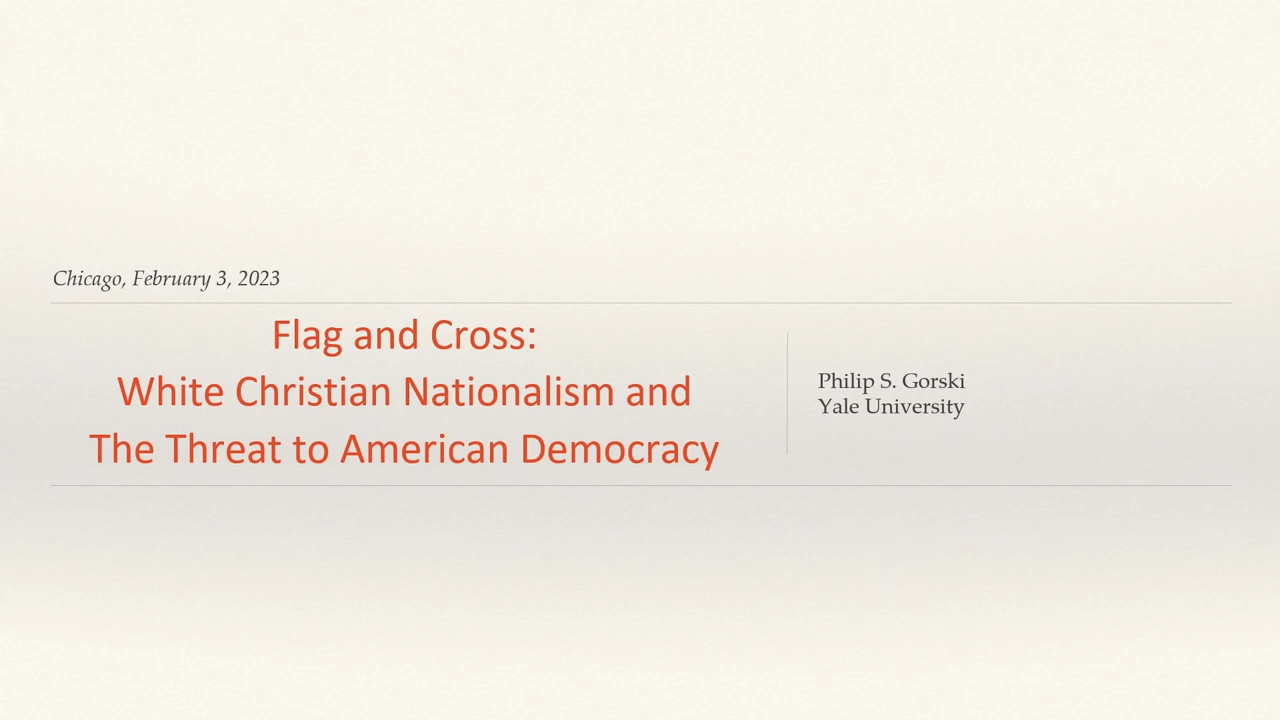 Chicago, February 3, 2023
Flag and Cross:
White Christian Nationalism and
The Threat to American Democracy
Philip S. Gorski
Yale University